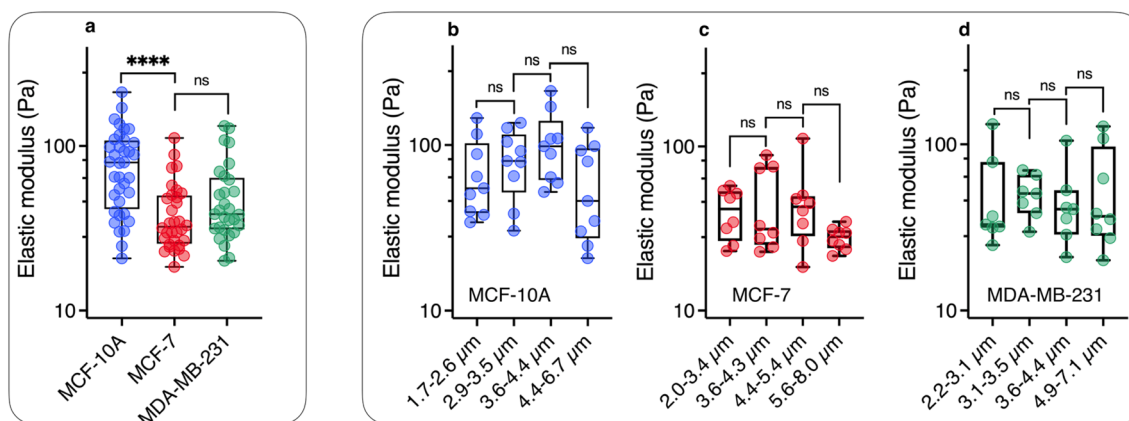 a
Elastic modulus (Pa)
100
10
****
ns
MCF-10A
MCF-7
MDA-MB-231
b
Elastic modulus (Pa)
100
10
ns
ns
ns
MCF-10A
1.7-2.6 µm
2.9-3.5 µm
3.6-4.4 µm
4.4-6.7 µm
c
Elastic modulus (Pa)
100
10
ns
ns
ns
MCF-7
2.0-3.4 µm
3.6-4.3 µm
4.4-5.4 µm
5.6-8.0 µm
d
Elastic modulus (Pa)
100
10
ns
ns
ns
MDA-MB-231
2.2-3.1 µm
3.1-3.5 µm
3.6-4.4 µm
4.9-7.1 µm